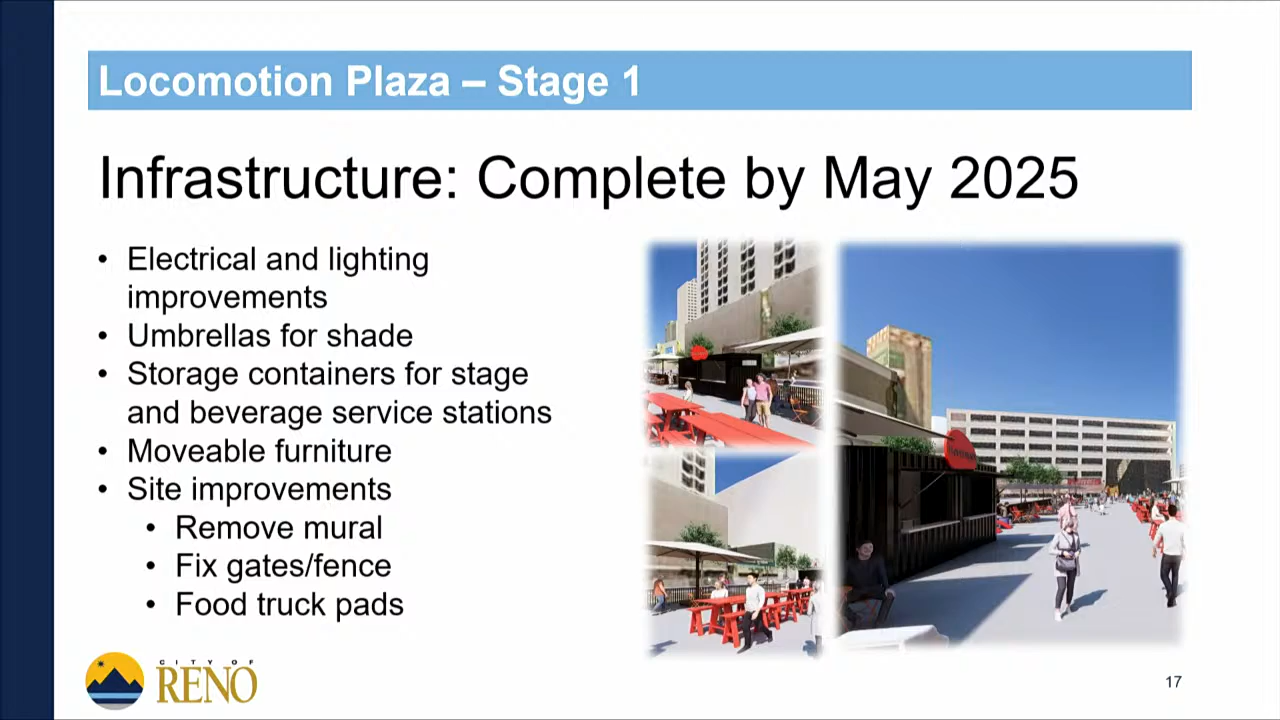 Locomotion Plaza – Stage 1
Infrastructure: Complete by May 2025
• Electrical and lighting
improvements
• Umbrellas for shade
• Storage containers for stage
and beverage service stations
• Moveable furniture
• Site improvements
• Remove mural
• Fix gates/fence
• Food truck pads
CITY OF
RENO
17